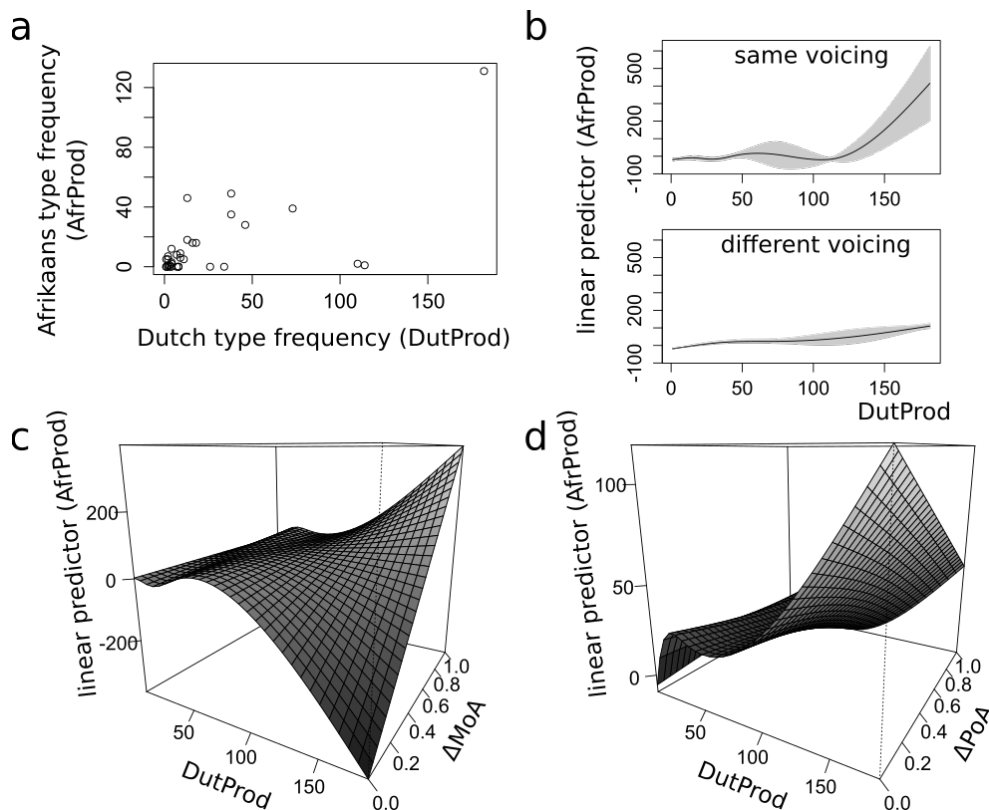 a
Afrikaans type frequency
(AfrProd)
120
80
40
0
0
50
100
150
Dutch type frequency (DutProd)
b
linear predictor (AfrProd)
same voicing
500
200
-100
0
50
100
150
different voicing
500
200
-100
0
50
100
150
DutProd
c
linear predictor (AfrProd)
200
0
-200
50
100
150
DutProd
0.0
0.2
0.4
0.6
0.8
1.0
ΔMoA
d
linear predictor (AfrProd)
100
50
0
50
100
150
DutProd
0.0
0.2
0.4
0.6
0.8
1.0
ΔPoA